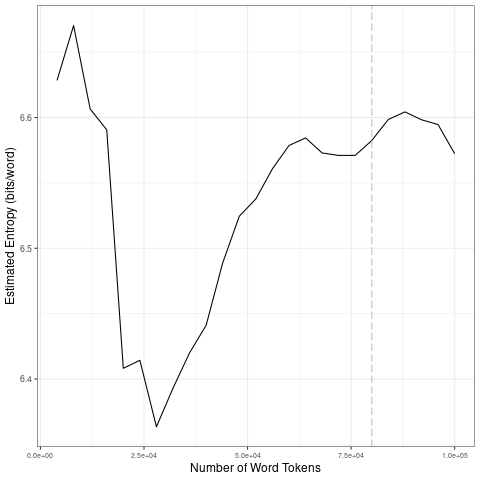 Estimated Entropy (bits/word)
6.6
6.5
6.4
0.0e+00 2.5e+04 5.0e+04 7.5e+04 1.0e+05
Number of Word Tokens